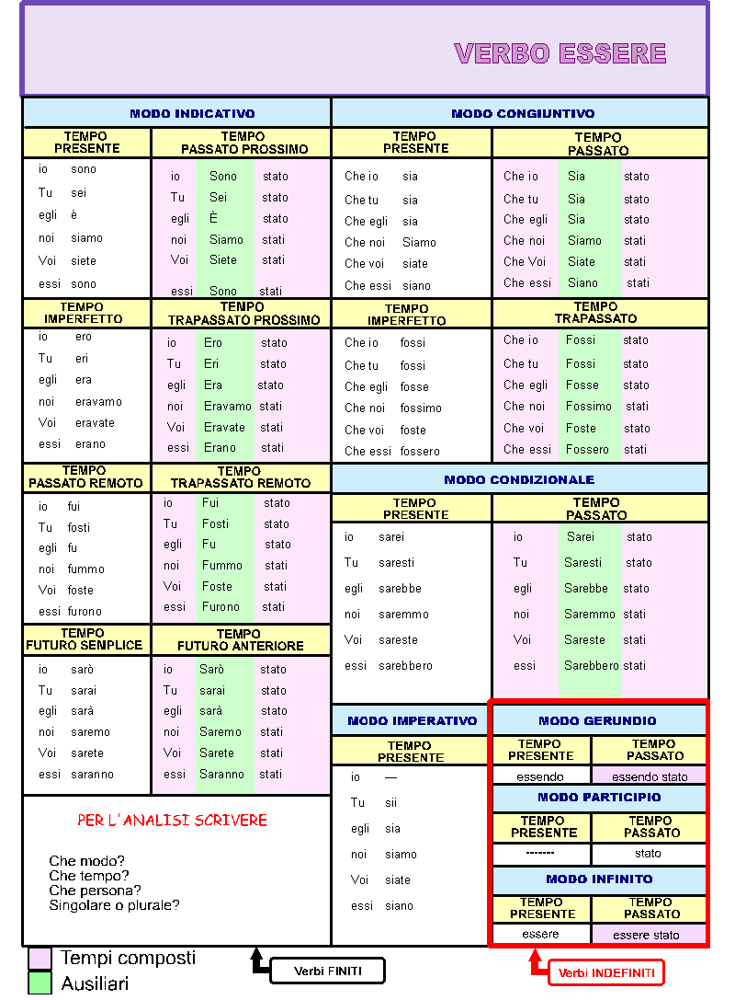 VERBO ESSERE
MODO INDICATIVO
TEMPO
PRESENTE
io sono
Tu sei
egli è
noi siamo
Voi siete
essi sono
TEMPO
PASSATO PROSSIMO
io Sono stato
Tu Sei stato
egli È stato
noi Siamo stati
Voi Siete stati
essi Sono stati
TEMPO
IMPERFETTO
io ero
Tu eri
egli era
noi eravamo
Voi eravate
essi erano
TEMPO
TRAPASSATO PROSSIMO
io Ero stato
Tu Eri stato
egli Era stato
noi Eravamo stati
Voi Eravate stati
essi Erano stati
TEMPO
PASSATO REMOTO
io fui
Tu fosti
egli fu
noi fummo
Voi foste
essi furono
TEMPO
TRAPASSATO REMOTO
io Fui stato
Tu Fosti stato
egli Fu stato
noi Fummo stati
Voi Foste stati
essi Furono stati
TEMPO
FUTURO SEMPLICE
io sarò
Tu sarai
egli sarà
noi saremo
Voi sarete
essi saranno
TEMPO
FUTURO ANTERIORE
io Sarò stato
Tu sarai stato
egli sarà stato
noi Saremo stati
Voi Sarete stati
essi Saranno stati
MODO CONGIUNTIVO
TEMPO
PRESENTE
Che io sia
Che tu sia
Che egli sia
Che noi Siamo
Che voi siate
Che essi siano
TEMPO
PASSATO
Che io Sia stato
Che tu Sia stato
Che egli Sia stato
Che noi Siamo stati
Che Voi Siate stati
Che essi Siano stati
TEMPO
IMPERFETTO
Che io fossi
Che tu fossi
Che egli fosse
Che noi fossimo
Che voi foste
Che essi fossero
TEMPO
TRAPASSATO
Che io Fossi stato
Che tu Fossi stato
Che egli Fosse stato
Che noi Fossimo stati
Che voi Foste stati
Che essi Fossero stati
MODO CONDIZIONALE
TEMPO
PRESENTE
io sarei
Tu saresti
egli sarebbe
noi saremmo
Voi sareste
essi sarebbero
TEMPO
PASSATO
io Sarei stato
Tu Saresti stato
egli Sarebbe stato
noi Saremmo stati
Voi Sareste stati
essi Sarebbero stati
MODO IMPERATIVO
TEMPO
PRESENTE
io —
Tu sii
egli sia
noi siamo
Voi siate
essi siano
MODO GERUNDIO
TEMPO
PRESENTE
TEMPO
PASSATO
essendo essendo stato
MODO PARTICIPIO
TEMPO
PRESENTE
TEMPO
PASSATO
------- stato
MODO INFINITO
TEMPO
PRESENTE
TEMPO
PASSATO
essere essere stato
PER L'ANALISI SCRIVERE
Che modo?
Che tempo?
Che persona?
Singolare o plurale?
Tempi composti
Ausiliari
Verbi FINITI
Verbi INDEFINITI